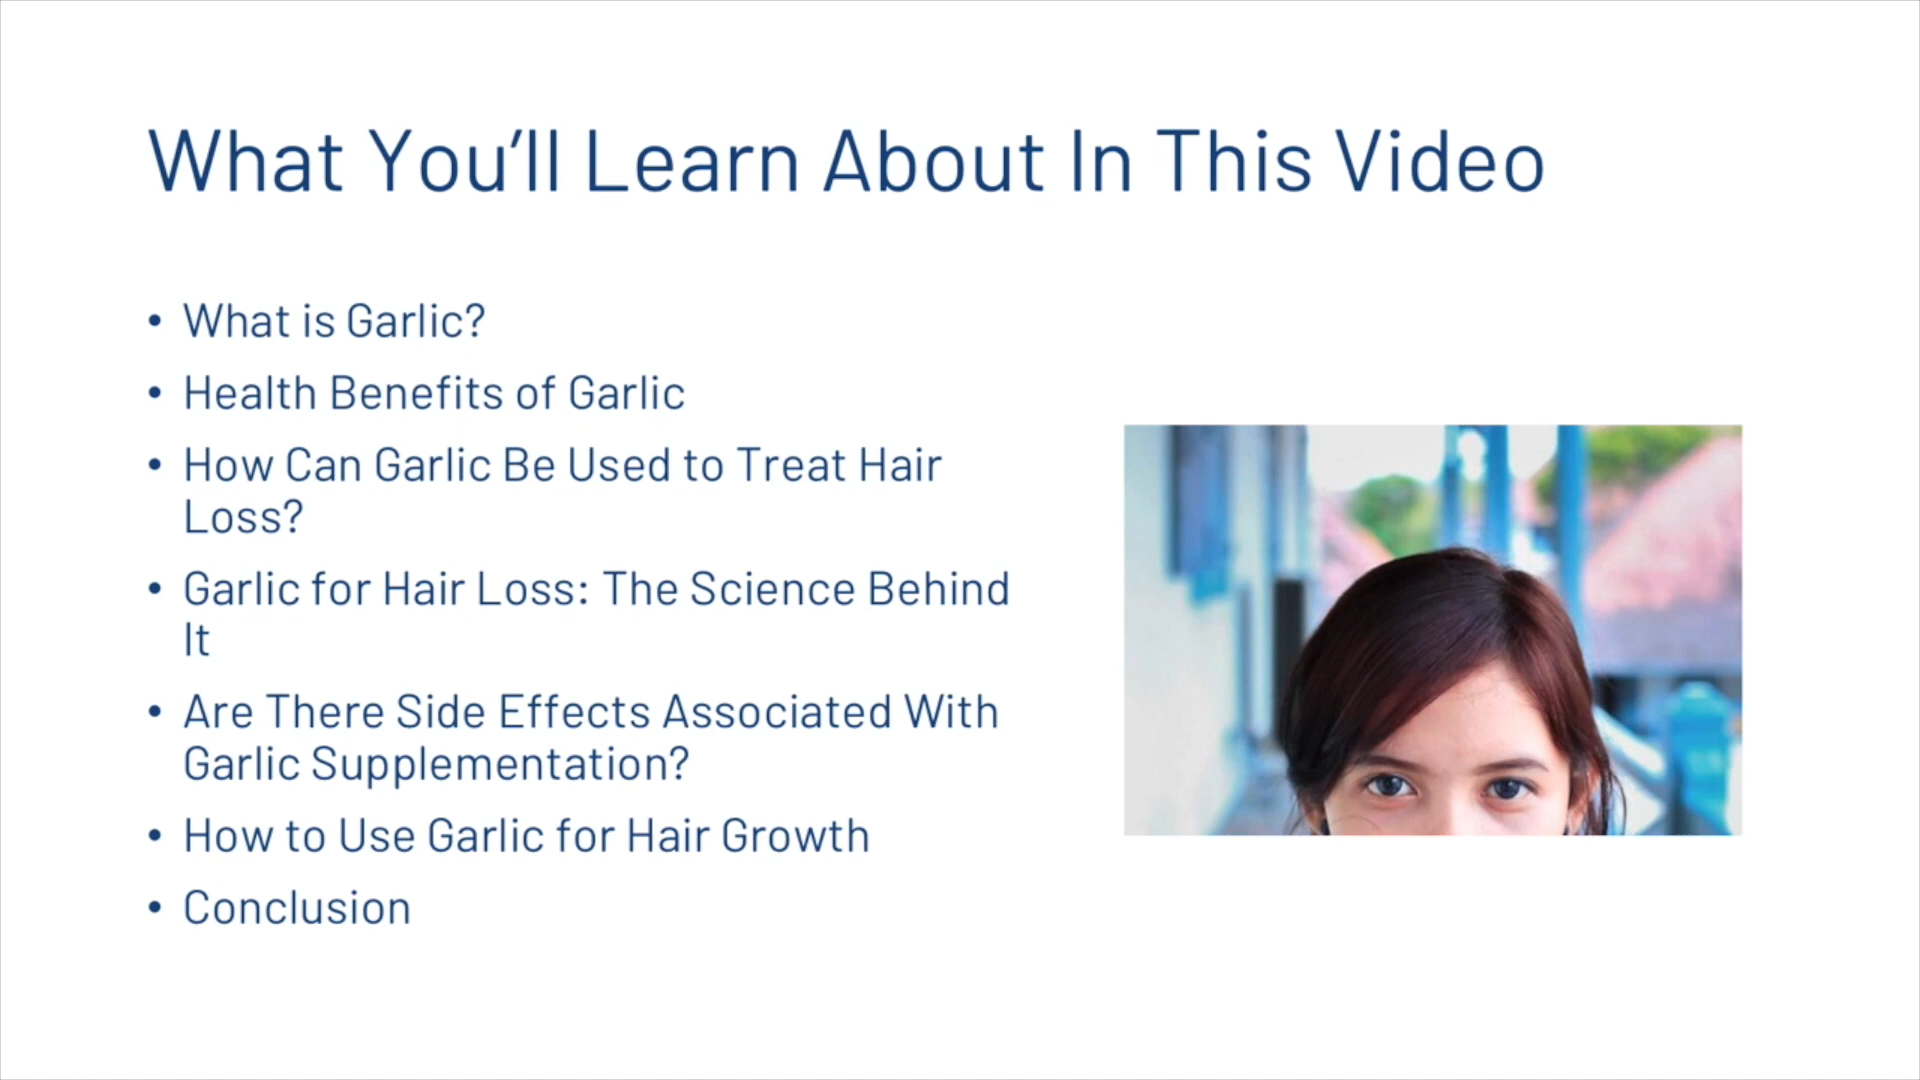 What You’ll Learn About In This Video
• What is Garlic?
• Health Benefits of Garlic
• How Can Garlic Be Used to Treat Hair
Loss?
• Garlic for Hair Loss: The Science Behind
It
• Are There Side Effects Associated With
Garlic Supplementation?
• How to Use Garlic for Hair Growth
• Conclusion